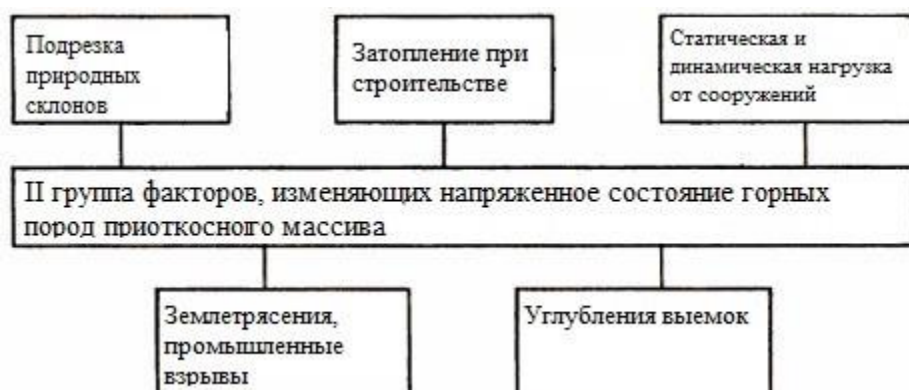 Подрезка
природных
склонов
Затопление при
строительстве
Статическая и
динамическая нагрузка
от сооружений
II группа факторов, изменяющих напряженное состояние горных
пород приоткосного массива
Землетрясения,
промышленные
взрывы
Углубления выемок